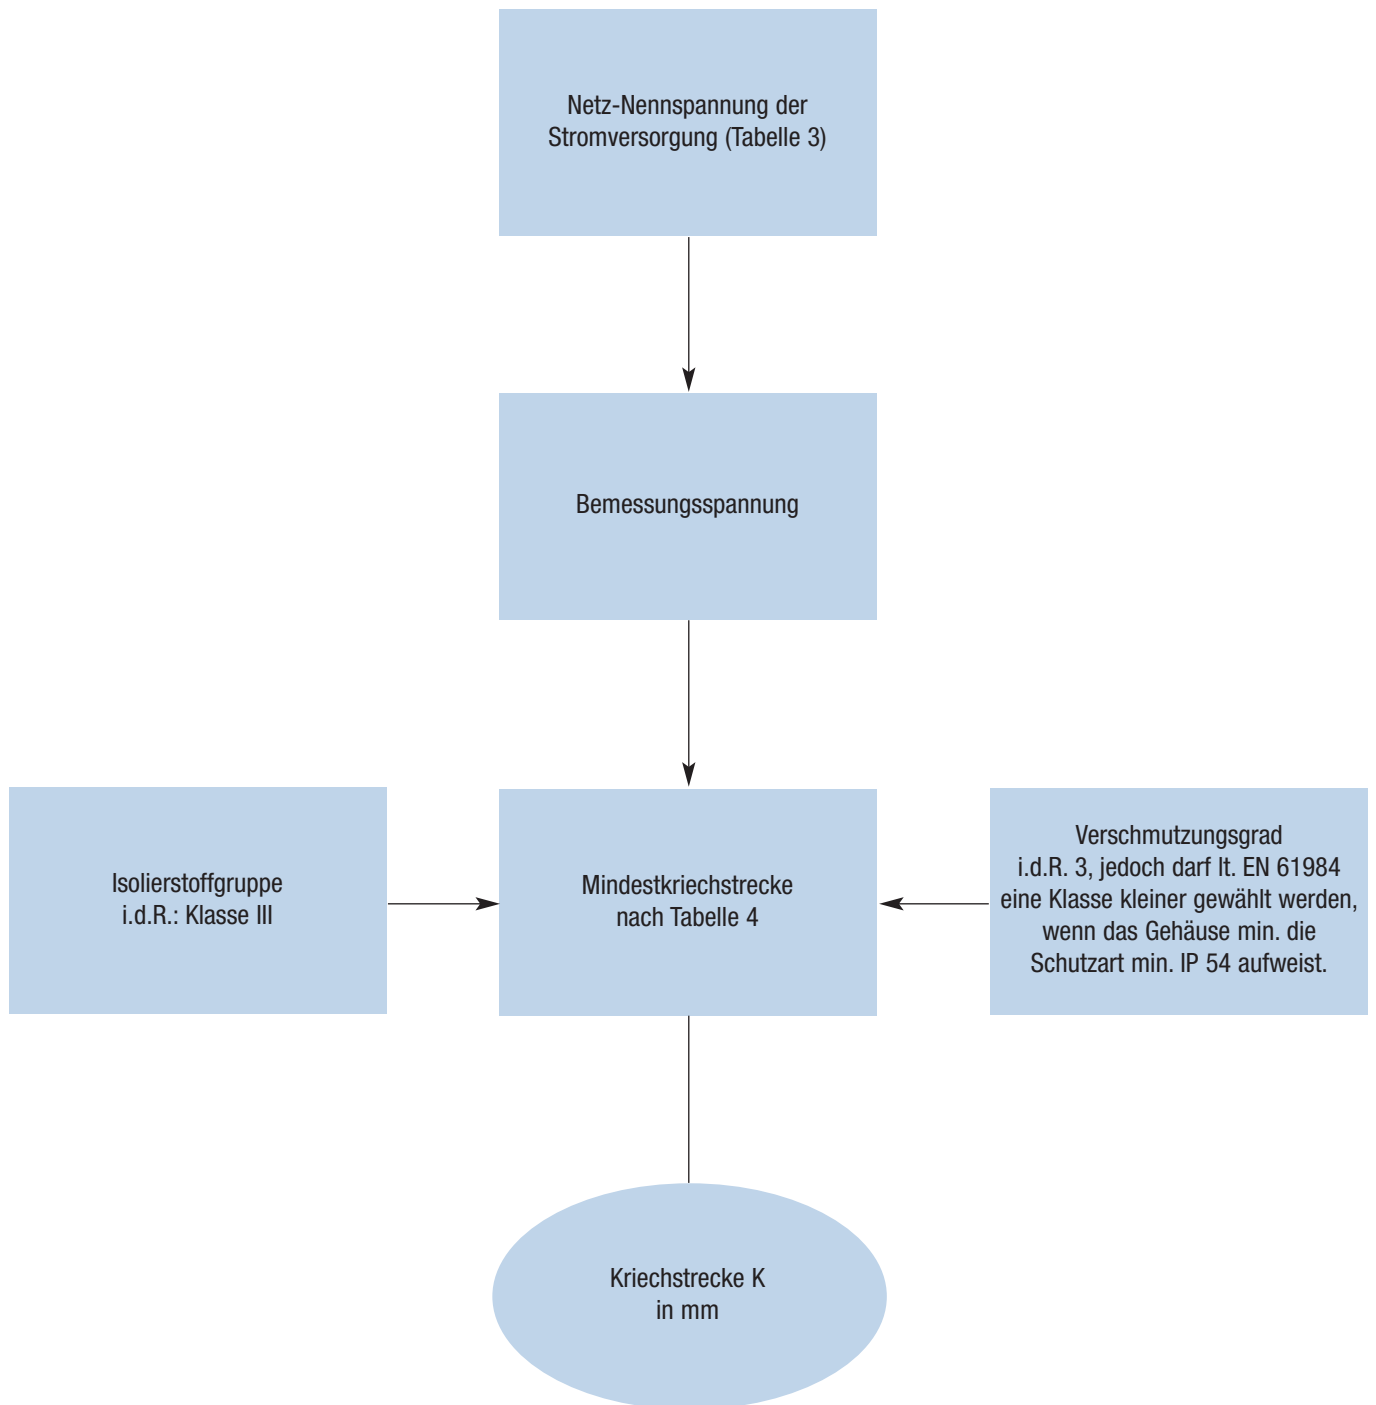 Netz-Nennspannung der
Stromversorgung (Tabelle 3)
Bemessungsspannung
Isolierstoffgruppe
i.d.R.: Klasse III
Mindestkriechstrecke
nach Tabelle 4
Verschmutzungsgrad
i.d.R. 3, jedoch darf lt. EN 61984
eine Klasse kleiner gewählt werden,
wenn das Gehäuse min. die
Schutzart min. IP 54 aufweist.
Kriechstrecke K
in mm